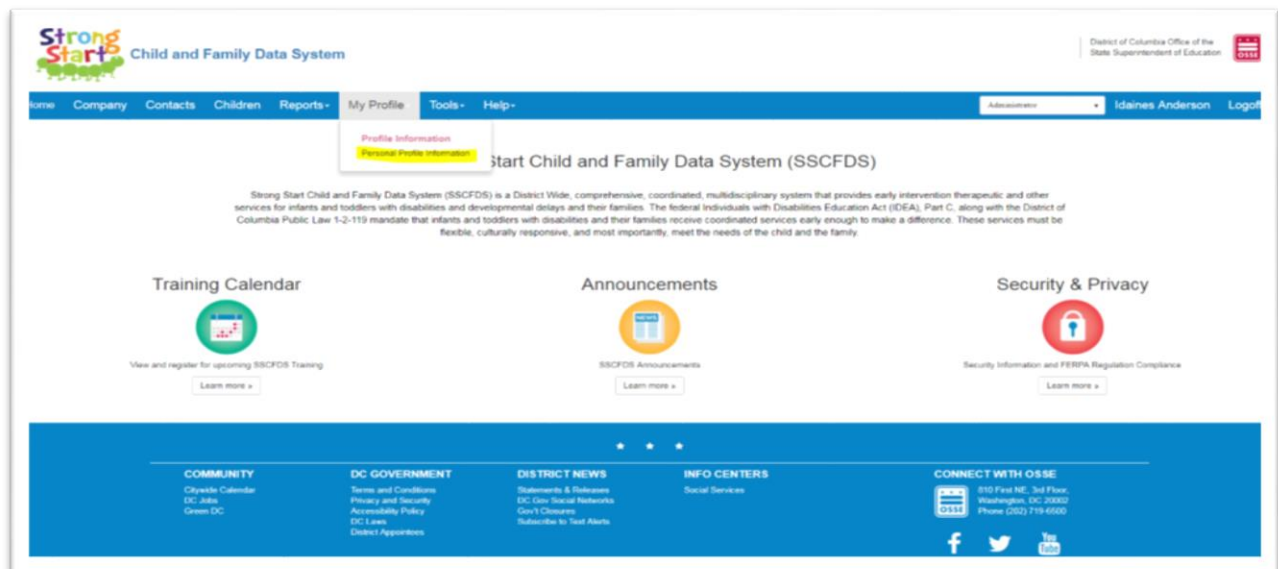 Strong
Start
Child and Family Data System
District of Columbia Office of the
State Superintendent of Education
OSSE
Home Company Contacts Children Reports My Profile Tools Help Administrator Idaines Anderson Logoff
Profile Information
Personal Profile Information
Start Child and Family Data System (SSCFDS)
Strong Start Child and Family Data System (SSCFDS) is a District Wide, comprehensive, coordinated, multidisciplinary system that provides early intervention therapeutic and other
services for infants and toddlers with disabilities and developmental delays and their families. The federal Individuals with Disabilities Education Act (IDEA), Part C, along with the District of
Columbia Public Law 1-2-119 mandate that infants and toddlers with disabilities and their families receive coordinated services early enough to make a difference. These services must be
flexible, culturally responsive, and most importantly, meet the needs of the child and the family.
Training Calendar
View and register for upcoming SSCFDS Training
Learn more »
Announcements
NEWS
SSCFDS Announcements
Learn more »
Security & Privacy
Security Information and FERPA Regulation Compliance
Learn more »
COMMUNITY
Citywide Calendar
DC Jobs
Green DC
DC GOVERNMENT
Terms and Conditions
Privacy and Security
Accessibility Policy
DC Laws
District Appointees
DISTRICT NEWS
Statements & Releases
DC Gov Social Networks
Gov't Closures
Subscribe to Text Alerts
INFO CENTERS
Social Services
CONNECT WITH OSSE
OSSE
810 First NE, 3rd Floor,
Washington, DC 20002
Phone (202) 719-6500
You
Tube